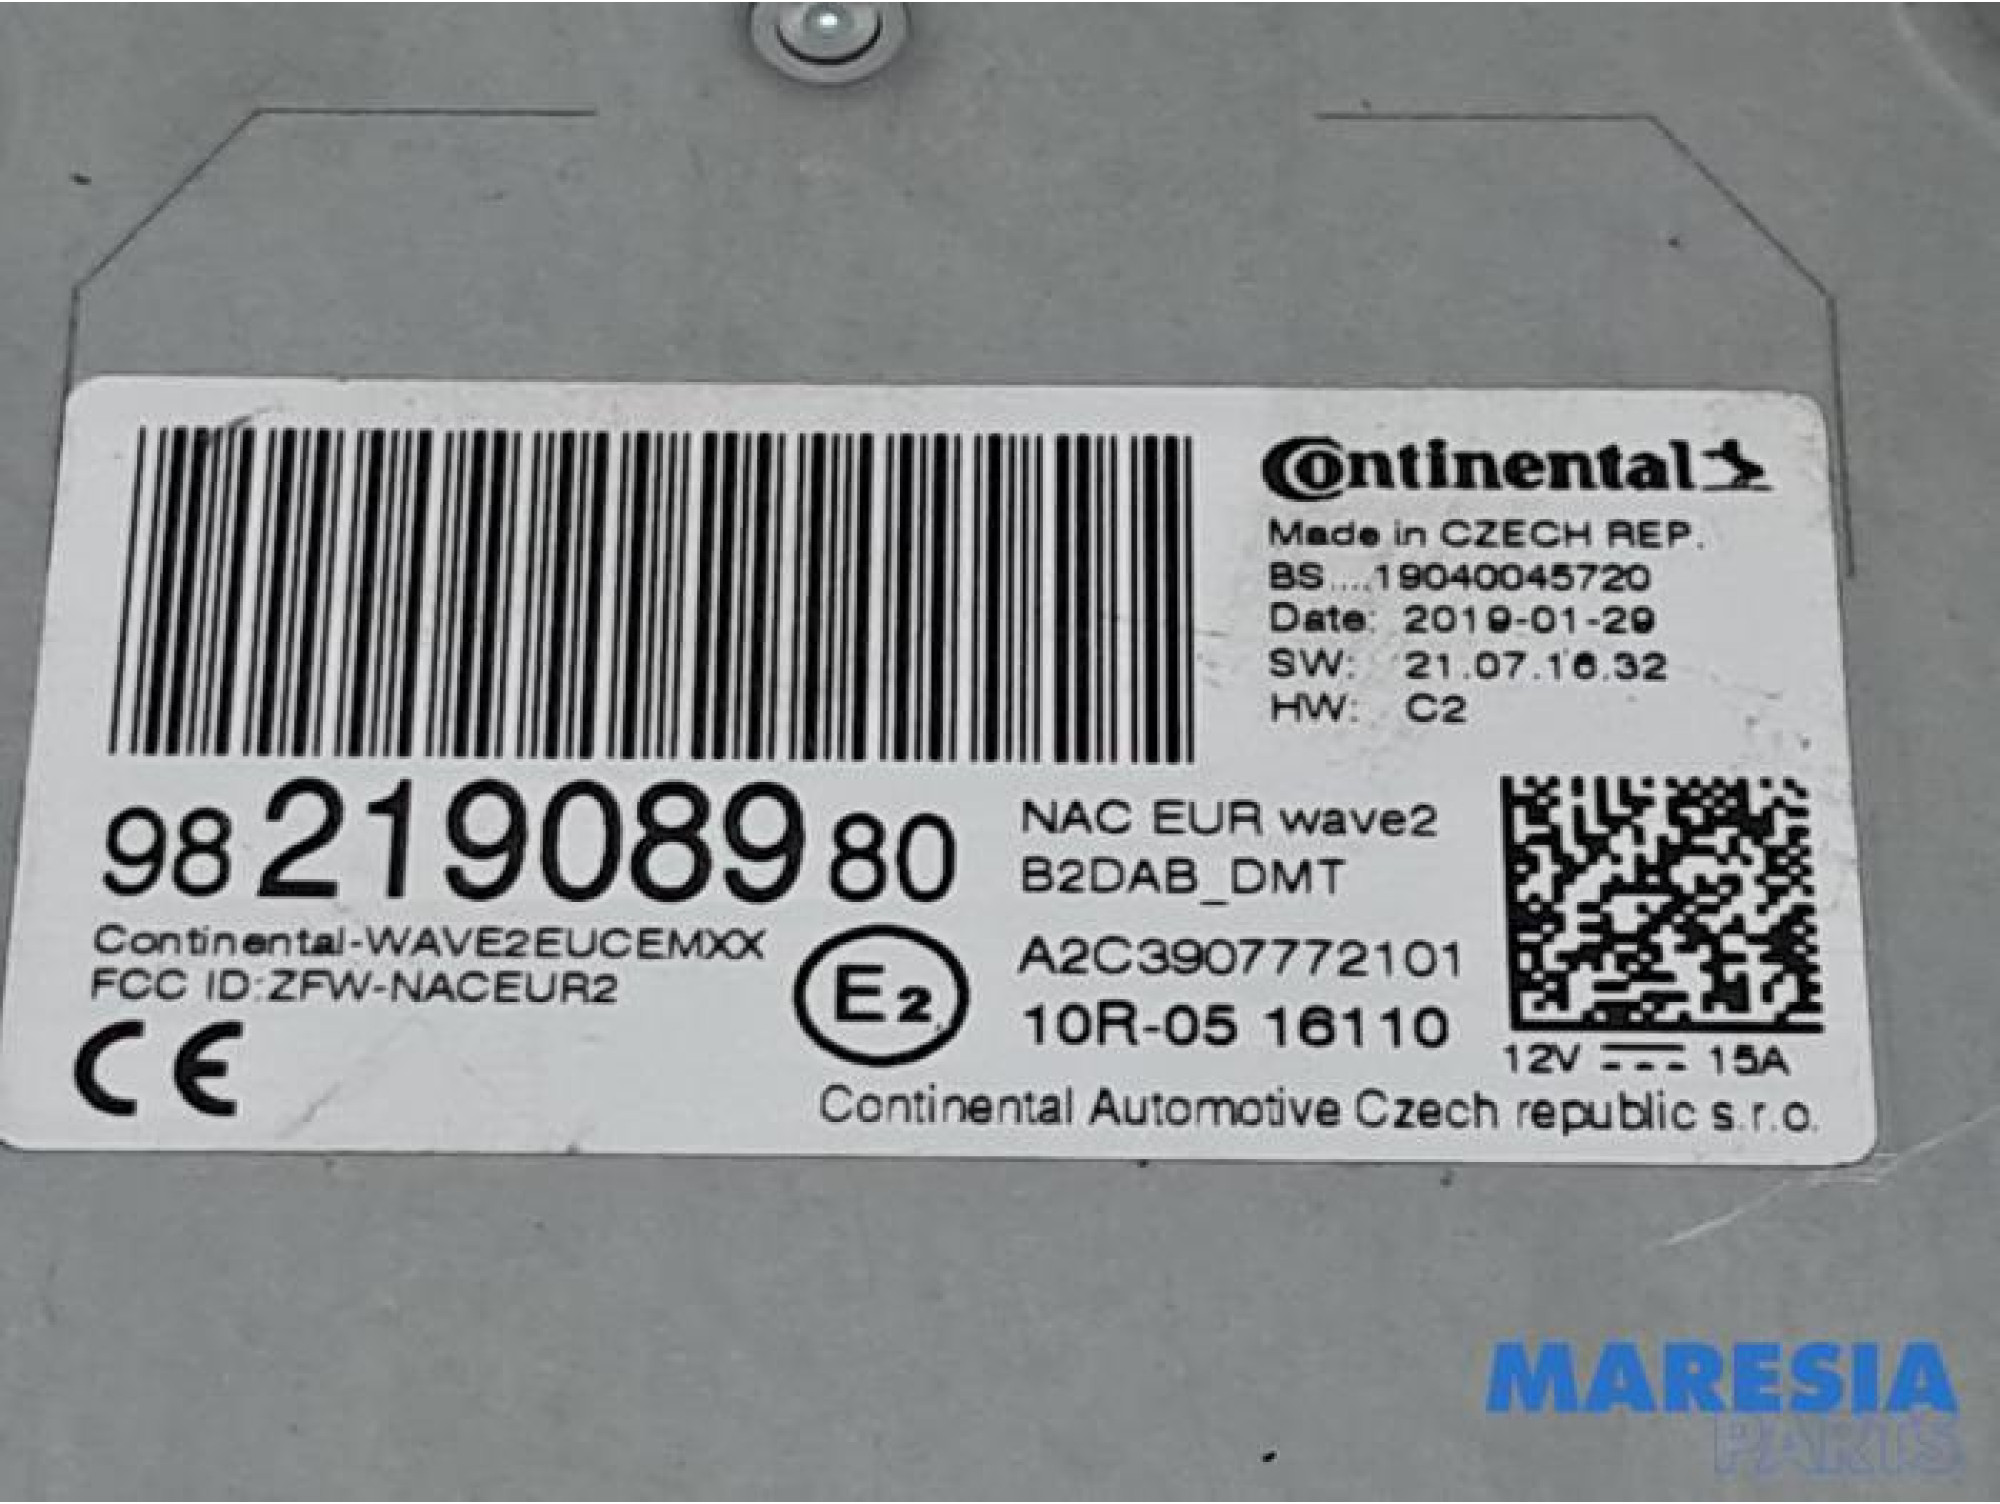 Continental
Made in CZECH REP.
BS....19040045720
Date: 2019-01-29
SW: 21.07.16.32
HW: C2
98 219089 80
NAC EUR wave2
B2DAB_DMT
Continental-WAVE2EUCEMXX
FCC ID:ZFW-NACEUR2
CE
E2
A2C3907772101
10R-05 16110
12V 15A
Continental Automotive Czech republic s.r.o.
MARESIA
PARTS